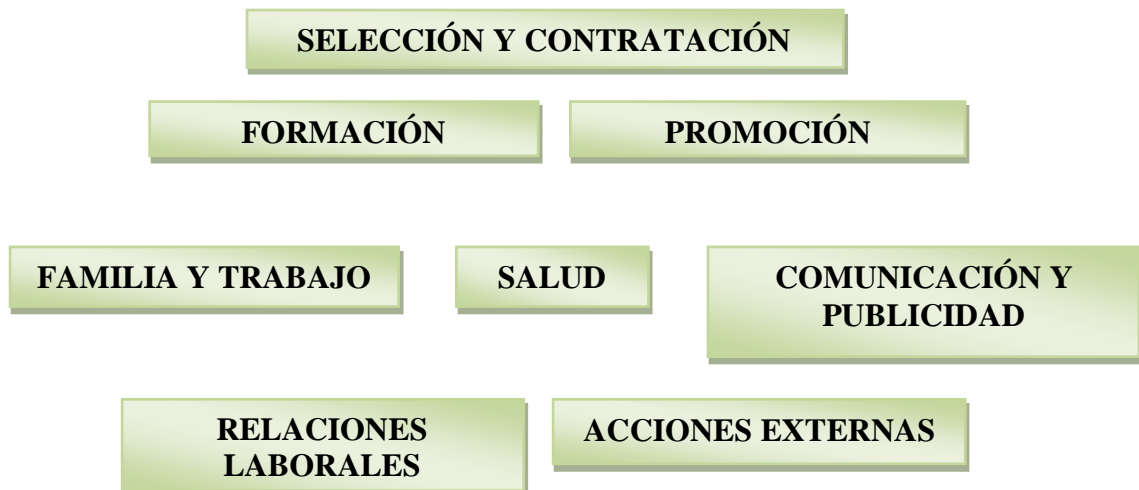 SELECCIÓN Y CONTRATACIÓN
FORMACIÓN
PROMOCIÓN
FAMILIA Y TRABAJO
SALUD
COMUNICACIÓN Y
PUBLICIDAD
RELACIONES
LABORALES
ACCIONES EXTERNAS